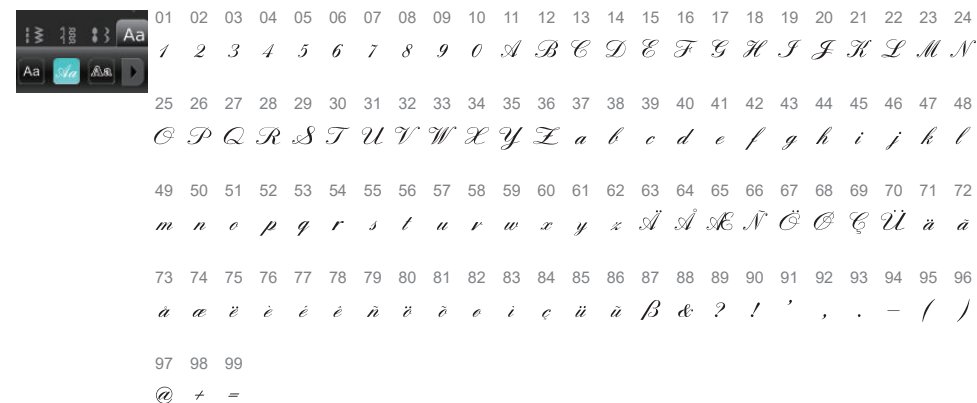 Aa
Aa Aa Aa
01 02 03 04 05 06 07 08 09 10 11 12 13 14 15 16 17 18 19 20 21 22 23 24
1 2 3 4 5 6 7 8 9 0 A B C D E F G H I J K L M N
25 26 27 28 29 30 31 32 33 34 35 36 37 38 39 40 41 42 43 44 45 46 47 48
O P Q R S T U V W X Y Z a b c d e f g h i j k l
49 50 51 52 53 54 55 56 57 58 59 60 61 62 63 64 65 66 67 68 69 70 71 72
m n o p q r s t u v w x y z Ä Å Æ Ñ Ö Ø Ç Ü ä ã
73 74 75 76 77 78 79 80 81 82 83 84 85 86 87 88 89 90 91 92 93 94 95 96
å æ ë è é ê ñ ö õ ø ì ç ü ũ ß & ? ! ' , . – ( )
97 98 99
@ + =